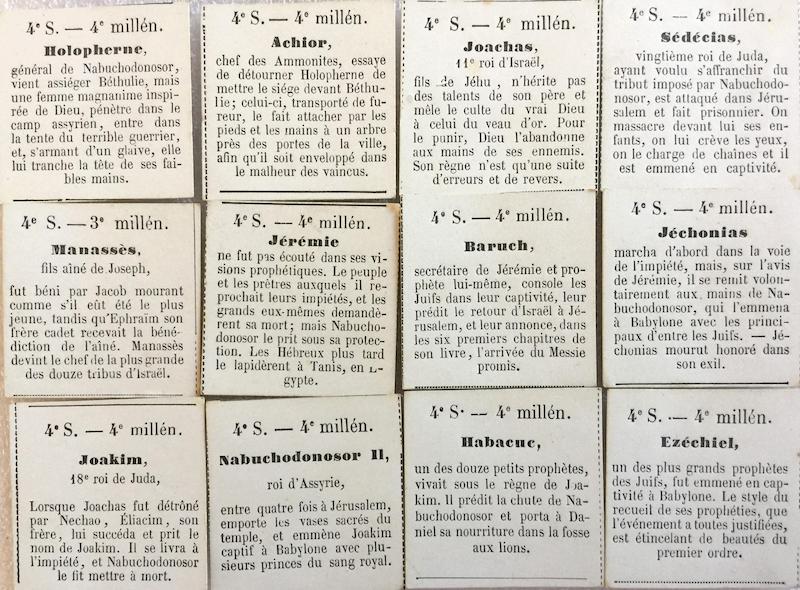 4e S. — 4e millén.
Holopherne,
général de Nabuchodonosor,
vient assiéger Béthulie, mais
une femme magnanime inspi-
rée de Dieu, pénètre dans le
camp assyrien, entre dans
la tente du terrible guerrier,
et, s'armant d'un glaive, elle
lui tranche la tête de ses fai-
bles mains.
4e S. — 4e millén.
Achior,
chef des Ammonites, essaye
de détourner Holopherne de
mettre le siége devant Béthu-
lie; celui-ci, transporté de fu-
reur, le fait attacher par les
pieds et les mains à un arbre
près des portes de la ville,
afin qu'il soit enveloppé dans
le malheur des vaincus.
4e S. — 4e millén.
Joachas,
11e roi d'Israël,
fils de Jéhu, n'hérite pas
des talents de son père et
mêle le culte du vrai Dieu
à celui du veau d'or. Pour
le punir, Dieu l'abandonne
aux mains de ses ennemis.
Son règne n'est qu'une suite
d'erreurs et de revers.
4e S. — 4e millén.
Sédécias,
vingtième roi de Juda,
ayant voulu s'affranchir du
tribut imposé par Nabuchodo-
nosor, est attaqué dans Jéru-
salem et fait prisonnier. On
massacre devant lui ses en-
fants, on lui crève les yeux,
on le charge de chaînes et il
est emmené en captivité.
4e S. — 3e millén.
Manassès,
fils aîné de Joseph,
fut béni par Jacob mourant
comme s'il eût été le plus
jeune, tandis qu'Ephraïm son
frère cadet recevait la béné-
diction de l'aîné. Manassès
devint le chef de la plus grande
des douze tribus d'Israël.
4e S. — 4e millén.
Jérémie
ne fut pas écouté dans ses vi-
sions prophétiques. Le peuple
et les prêtres auxquels il re-
prochait leurs impiétés, et les
grands eux-mêmes demandè-
rent sa mort; mais Nabucho-
donosor le prit sous sa protec-
tion. Les Hébreux plus tard
le lapidèrent à Tanis, en E-
gypte.
4e S. — 4e millén.
Baruch,
secrétaire de Jérémie et pro-
phète lui-même, console les
Juifs dans leur captivité, leur
prédit le retour d'Israël à Jé-
rusalem, et leur annonce, dans
les six premiers chapitres de
son livre, l'arrivée du Messie
promis.
4e S. — 4e millén.
Jéchonias
marcha d'abord dans la voie
de l'impiété, mais, sur l'avis
de Jérémie, il se remit volon-
tairement aux mains de Na-
buchodonosor, qui l'emmena
à Babylone avec les princi-
paux d'entre les Juifs. — Jé-
chonias mourut honoré dans
son exil.
4e S. — 4e millén.
Joakim,
18e roi de Juda,
Lorsque Joachas fut détrôné
par Nechao, Éliacim, son
frère, lui succéda et prit le
nom de Joakim. Il se livra à
l'impiété, et Nabuchodonosor
le fit mettre à mort.
4e S. — 4e millén.
Nabuchodonosor II,
roi d'Assyrie,
entre quatre fois à Jérusalem,
emporte les vases sacrés du
temple, et emmène Joakim
captif à Babylone avec plu-
sieurs princes du sang royal.
4e S. — 4e millén.
Habacuc,
un des douze petits prophètes,
vivait sous le règne de Joa-
kim. Il prédit la chute de Na-
buchodonosor et porta à Da-
niel sa nourriture dans la fosse
aux lions.
4e S. — 4e millén.
Ezéchiel,
un des plus grands prophètes
des Juifs, fut emmené en cap-
tivité à Babylone. Le style du
recueil de ses prophéties, que
l'événement a toutes justifiées,
est étincelant de beautés du
premier ordre.